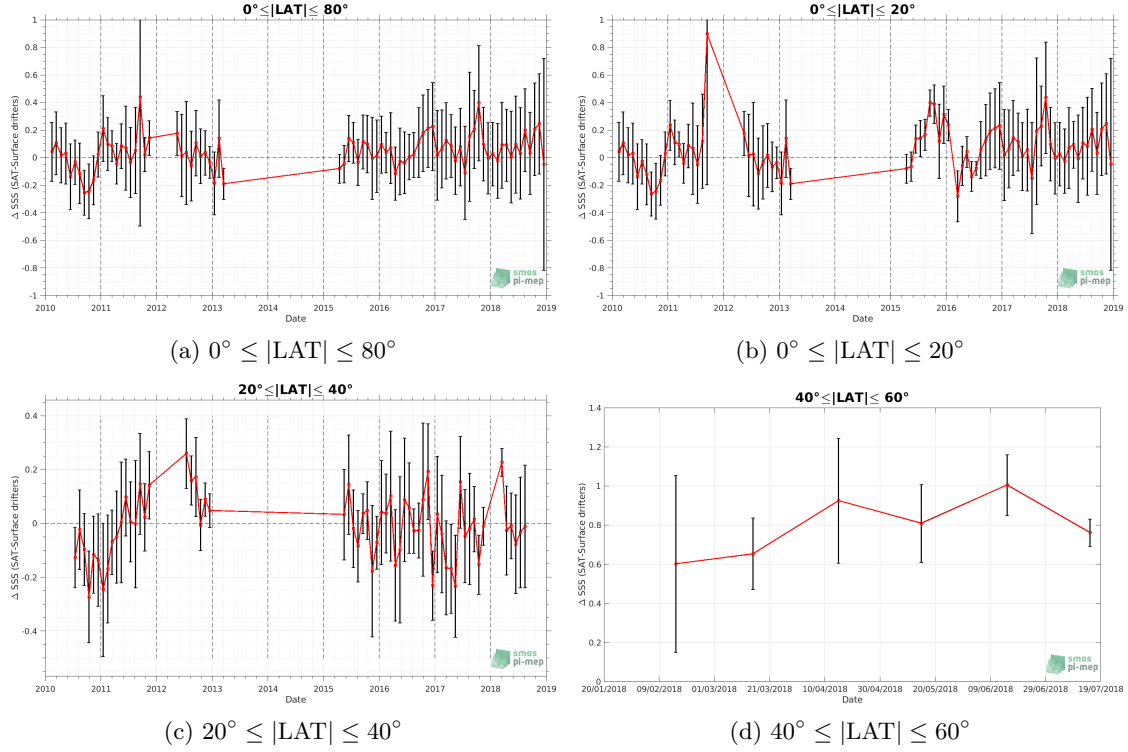 0°≤|LAT|≤ 80°
Δ SSS (SAT-Surface drifters)
1
0.8
0.6
0.4
0.2
0
-0.2
-0.4
-0.6
-0.8
-1
2010 2011 2012 2013 2014 2015 2016 2017 2018 2019
Date
smos
pi-mep
(a) 0° ≤ |LAT| ≤ 80°
0°≤|LAT|≤ 20°
Δ SSS (SAT-Surface drifters)
1
0.8
0.6
0.4
0.2
0
-0.2
-0.4
-0.6
-0.8
-1
2010 2011 2012 2013 2014 2015 2016 2017 2018 2019
Date
smos
pi-mep
(b) 0° ≤ |LAT| ≤ 20°
20°≤|LAT|≤ 40°
Δ SSS (SAT-Surface drifters)
0.4
0.2
0
-0.2
-0.4
2010 2011 2012 2013 2014 2015 2016 2017 2018 2019
Date
smos
pi-mep
(c) 20° ≤ |LAT| ≤ 40°
40°≤|LAT|≤ 60°
Δ SSS (SAT-Surface drifters)
1.4
1.2
1
0.8
0.6
0.4
0.2
0
20/01/2018 09/02/2018 01/03/2018 21/03/2018 10/04/2018 30/04/2018 20/05/2018 09/06/2018 29/06/2018 19/07/2018
Date
smos
pi-mep
(d) 40° ≤ |LAT| ≤ 60°